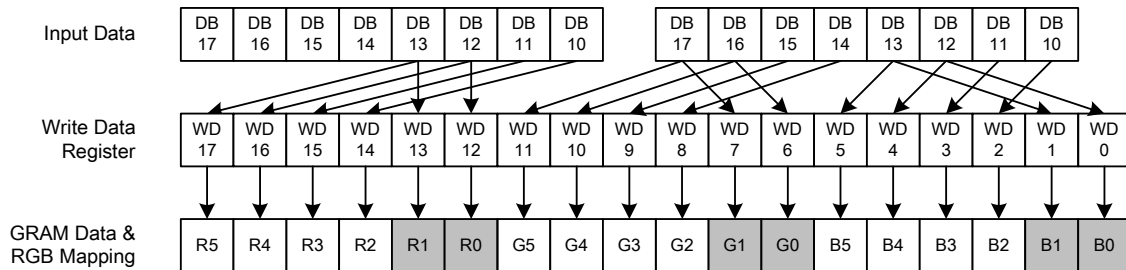 Input Data
DB 17 DB 16 DB 15 DB 14 DB 13 DB 12 DB 11 DB 10 DB 17 DB 16 DB 15 DB 14 DB 13 DB 12 DB 11 DB 10
Write Data Register
WD 17 WD 16 WD 15 WD 14 WD 13 WD 12 WD 11 WD 10 WD 9 WD 8 WD 7 WD 6 WD 5 WD 4 WD 3 WD 2 WD 1 WD 0
GRAM Data & RGB Mapping
R5 R4 R3 R2 R1 R0 G5 G4 G3 G2 G1 G0 B5 B4 B3 B2 B1 B0